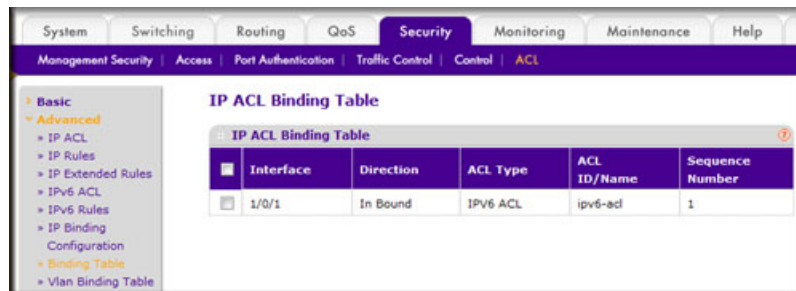 System Switching Routing QoS Security Monitoring Maintenance Help
Management Security | Access | Port Authentication | Traffic Control | Control | ACL
Basic
Advanced
» IP ACL
» IP Rules
» IP Extended Rules
» IPv6 ACL
» IPv6 Rules
» IP Binding
Configuration
» Binding Table
» Vlan Binding Table
IP ACL Binding Table
IP ACL Binding Table
Interface Direction ACL Type ACL ID/Name Sequence Number
1/0/1 In Bound IPV6 ACL ipv6-acl 1